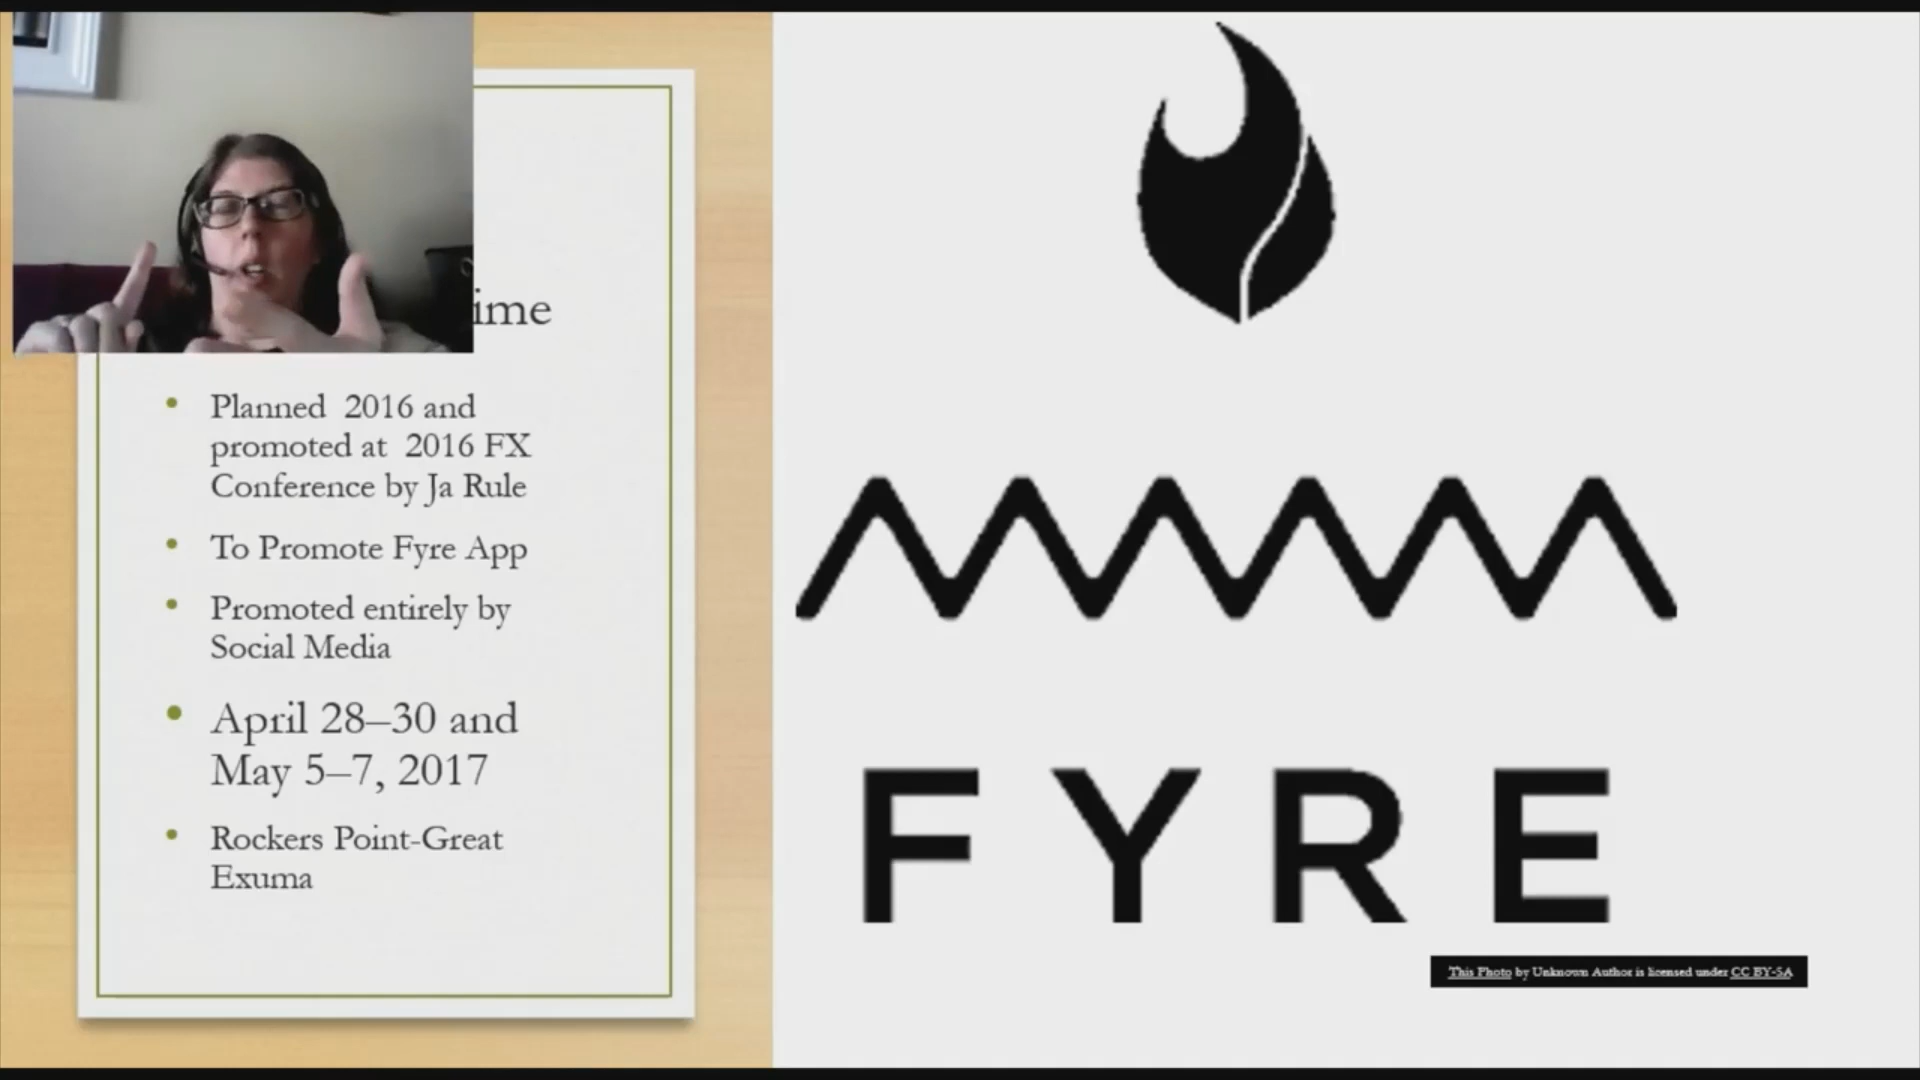 ime
Planned 2016 and
promoted at 2016 FX
Conference by Ja Rule
To Promote Fyre App
Promoted entirely by
Social Media
April 28–30 and
May 5–7, 2017
Rockers Point-Great
Exuma
FYRE
This Photo by Unknown Author is licensed under CC BY-SA